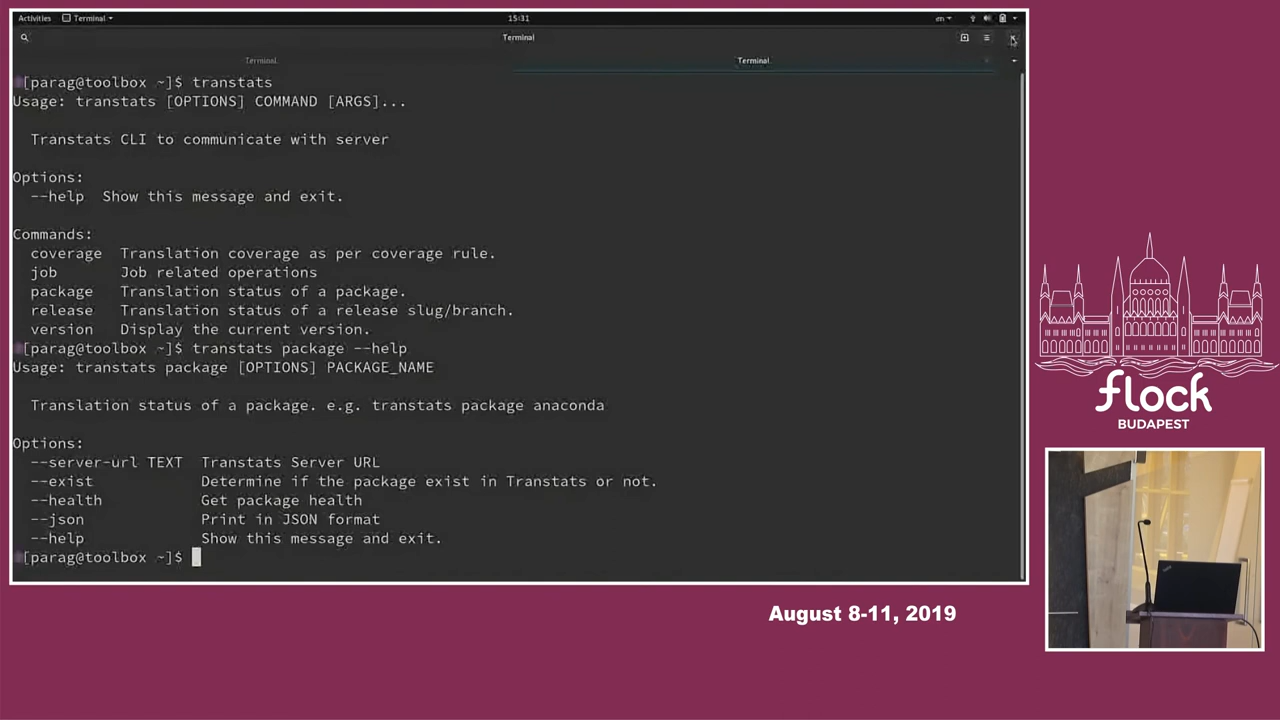 Activities Terminal 15:31 en
Terminal
Terminal Terminal
[parag@toolbox ~]$ transtats
Usage: transtats [OPTIONS] COMMAND [ARGS]...
Transtats CLI to communicate with server
Options:
--help Show this message and exit.
Commands:
coverage Translation coverage as per coverage rule.
job Job related operations
package Translation status of a package.
release Translation status of a release slug/branch.
version Display the current version.
[parag@toolbox ~]$ transtats package --help
Usage: transtats package [OPTIONS] PACKAGE_NAME
Translation status of a package. e.g. transtats package anaconda
Options:
--server-url TEXT Transtats Server URL
--exist Determine if the package exist in Transtats or not.
--health Get package health
--json Print in JSON format
--help Show this message and exit.
[parag@toolbox ~]$
flock
BUDAPEST
August 8-11, 2019